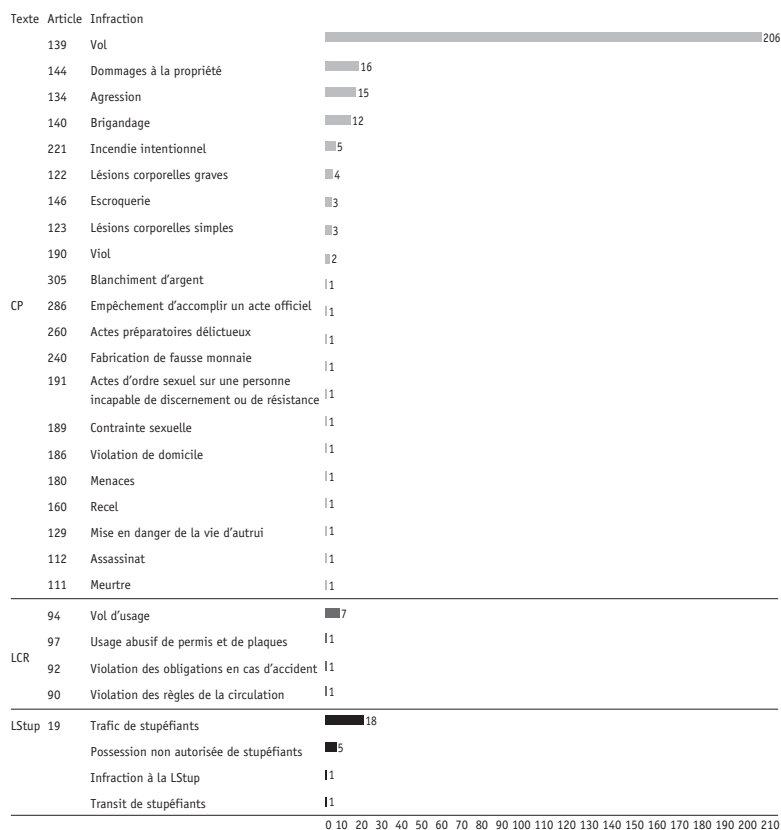 Texte Article Infraction
139 Vol 206
144 Dommages à la propriété 16
134 Agression 15
140 Brigandage 12
221 Incendie intentionnel 5
122 Lésions corporelles graves 4
146 Escroquerie 3
123 Lésions corporelles simples 3
190 Viol 2
305 Blanchiment d'argent 1
CP 286 Empêchement d'accomplir un acte officiel 1
260 Actes préparatoires délictueux 1
240 Fabrication de fausse monnaie 1
191 Actes d'ordre sexuel sur une personne
incapable de discernement ou de résistance 1
189 Contrainte sexuelle 1
186 Violation de domicile 1
180 Menaces 1
160 Recel 1
129 Mise en danger de la vie d'autrui 1
112 Assassinat 1
111 Meurtre 1
94 Vol d'usage 7
97 Usage abusif de permis et de plaques 1
LCR
92 Violation des obligations en cas d'accident 1
90 Violation des règles de la circulation 1
LStup 19 Trafic de stupéfiants 18
Possession non autorisée de stupéfiants 5
Infraction à la LStup 1
Transit de stupéfiants 1
0 10 20 30 40 50 60 70 80 90 100 110 120 130 140 150 160 170 180 190 200 210